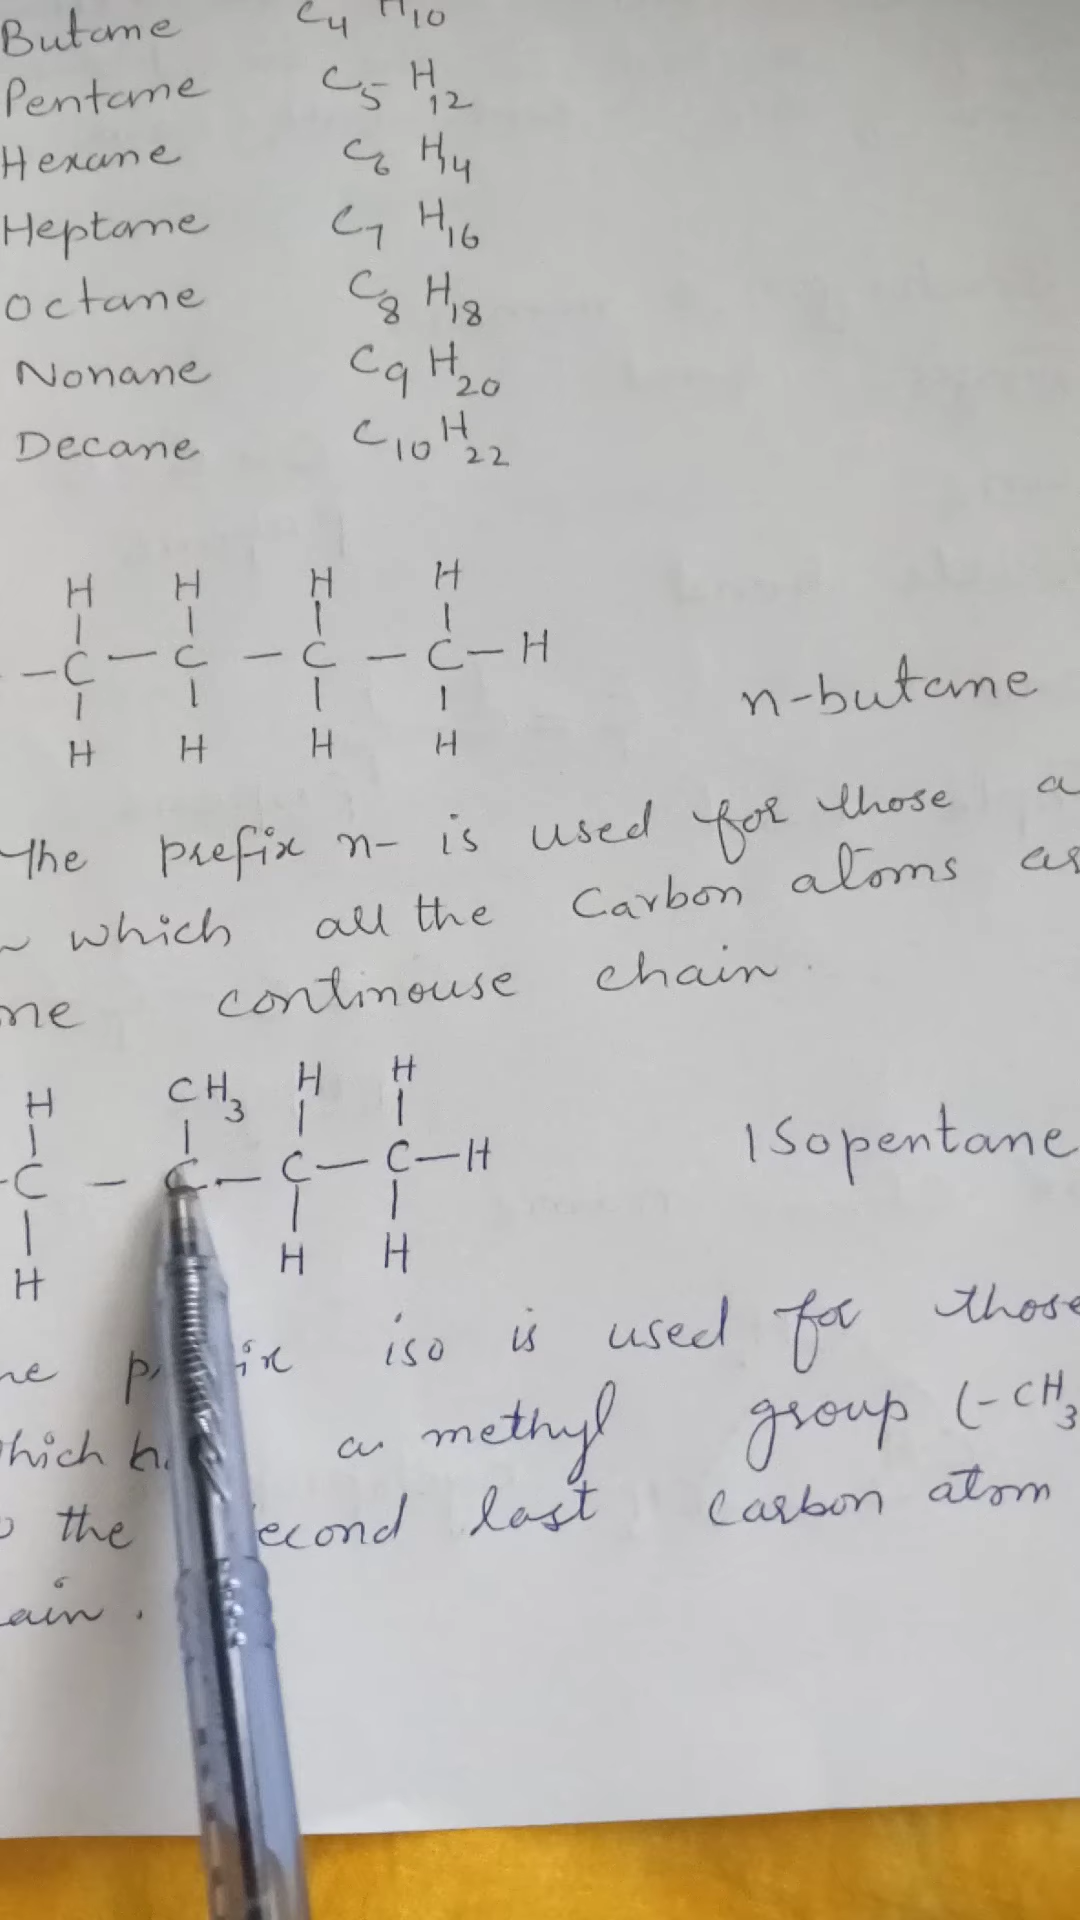 Butane C4 H10
Pentane C5 H12
Hexane C6 H14
Heptane C7 H16
Octane C8 H18
Nonane C9 H20
Decane C10 H22
H H H H
– C – C – C – C – H
H H H H
n-butane
The prefix n- is used for those a
which all the Carbon atoms
continouse chain.
H CH3 H H
- C – C – C – C – H
H H H
Isopentane
iso is used for those
a methyl group (-CH3
the second last carbon atom